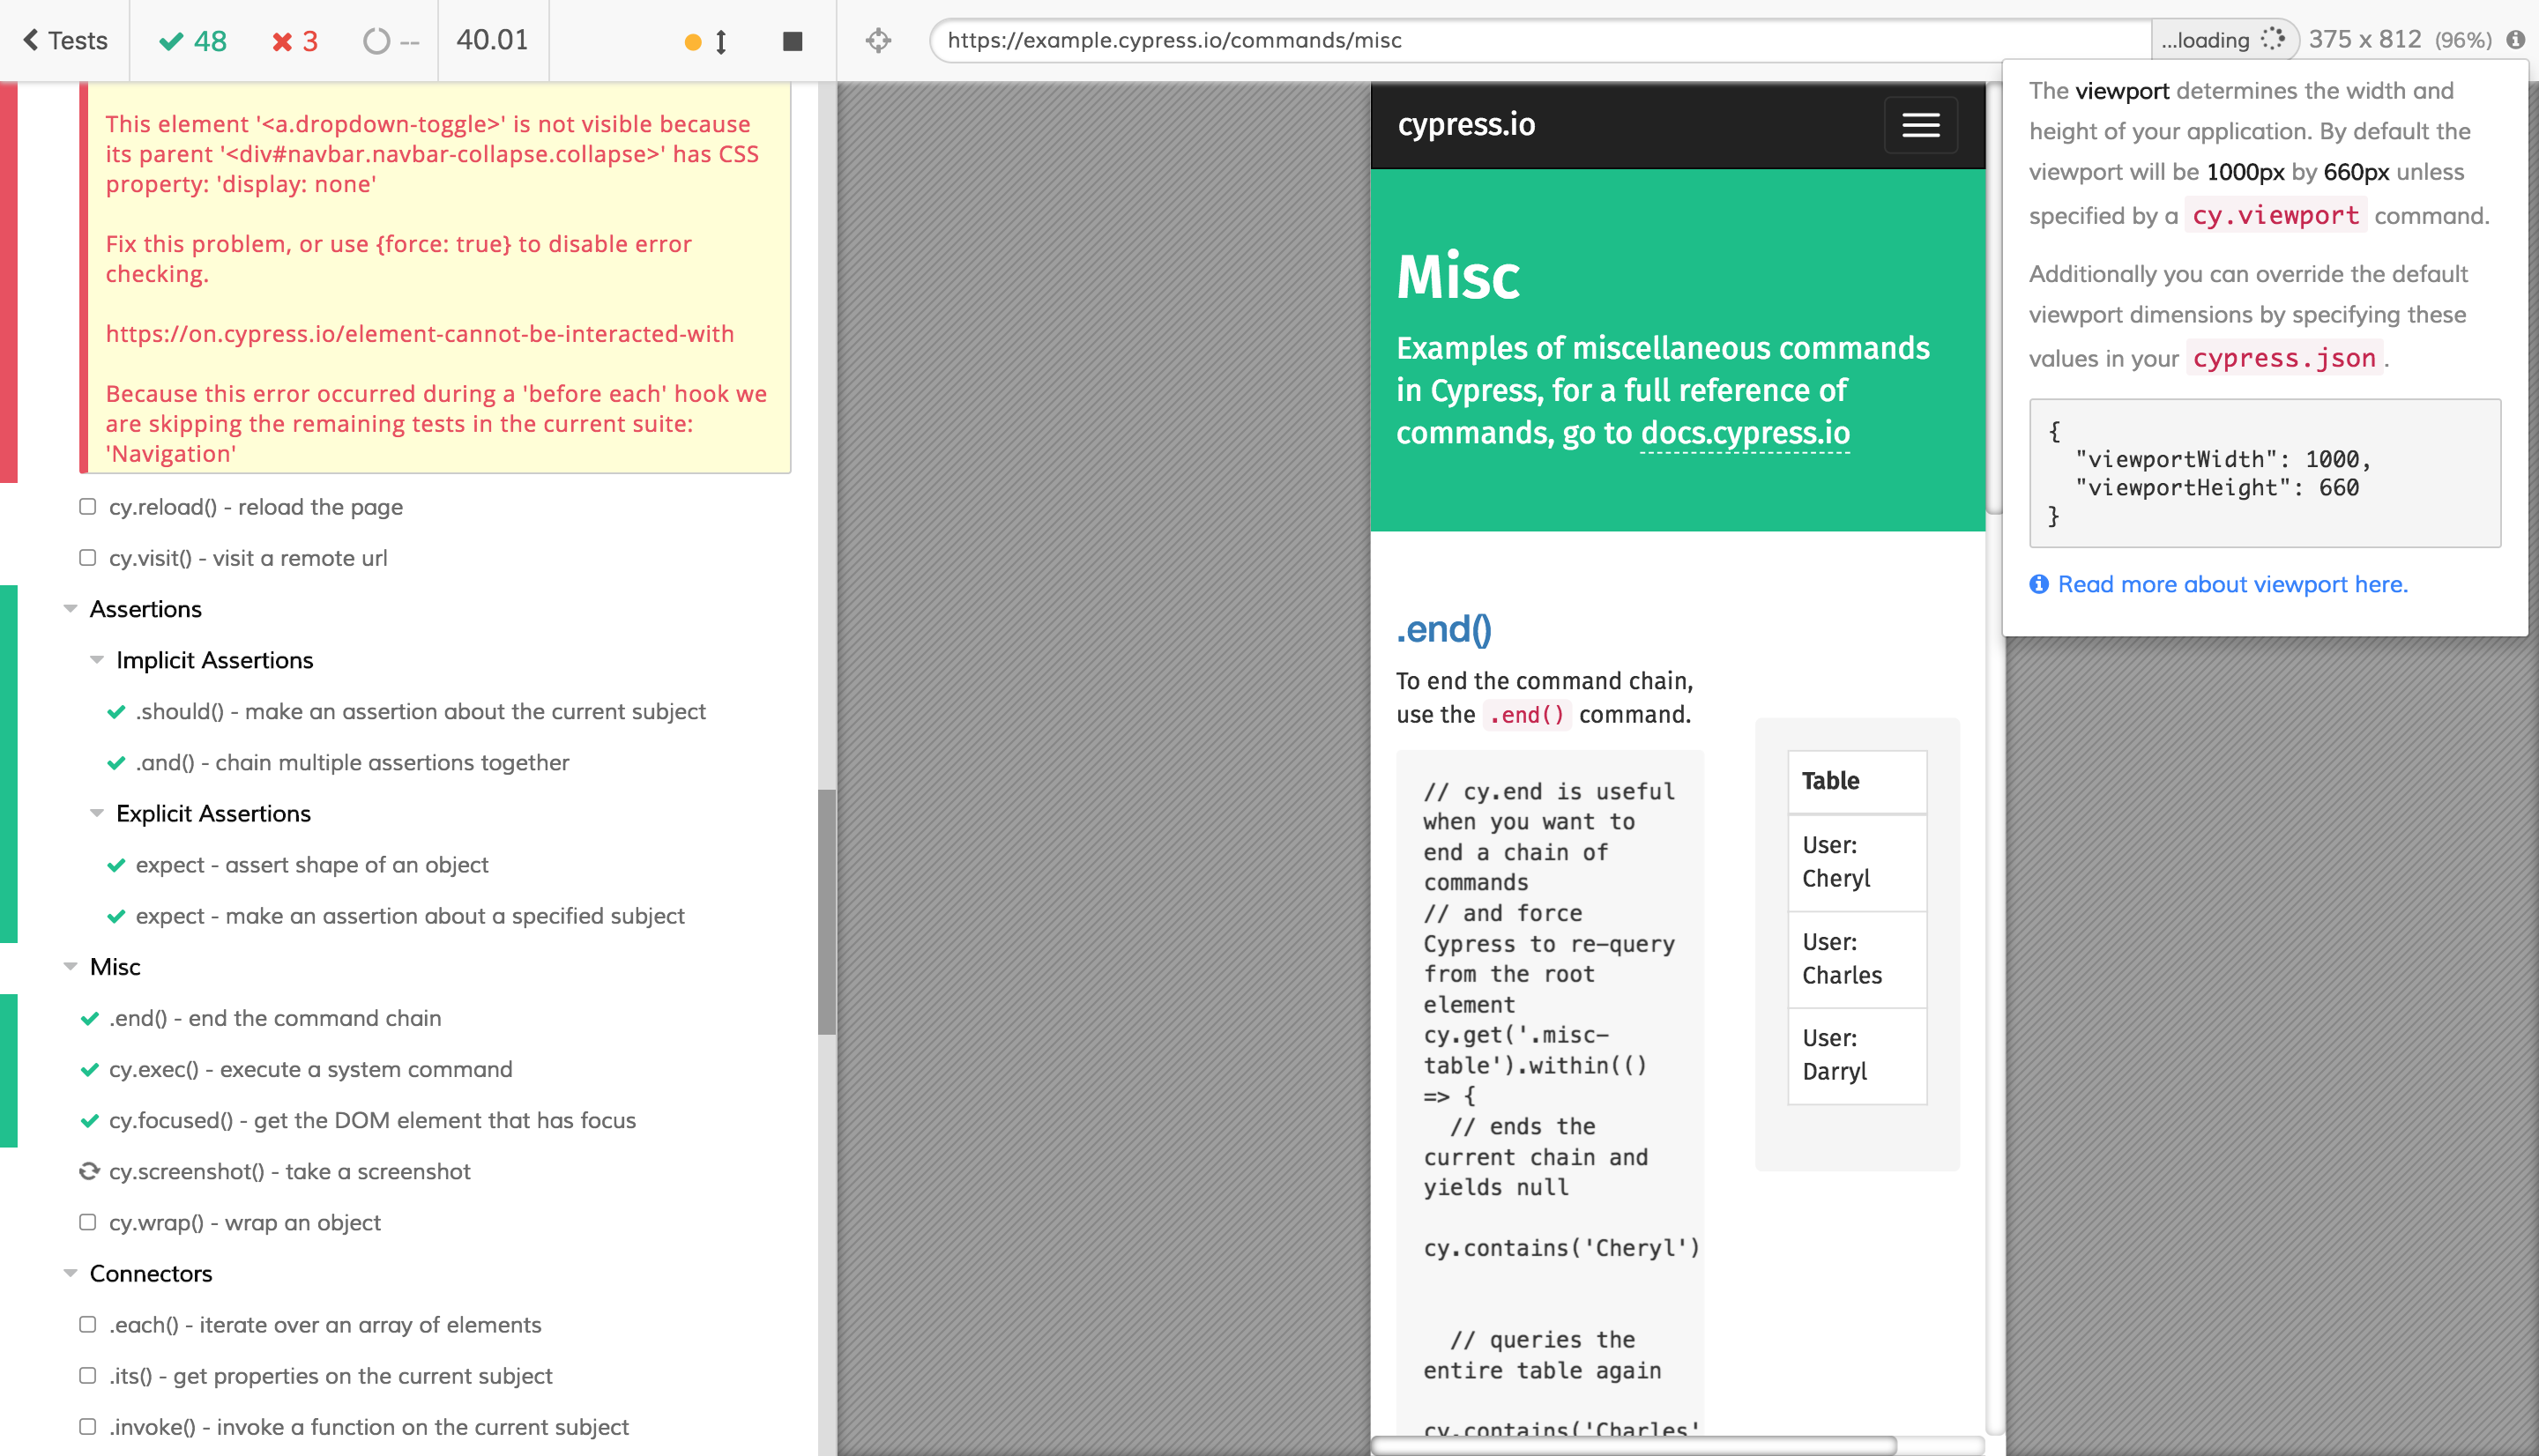 Tests
48
3
--
40.01
https://example.cypress.io/commands/misc
...loading
375 x 812 (96%)
This element '<a.dropdown-toggle>' is not visible because
its parent '<div#navbar.navbar-collapse.collapse>' has CSS
property: 'display: none'
Fix this problem, or use {force: true} to disable error
checking.
https://on.cypress.io/element-cannot-be-interacted-with
Because this error occurred during a 'before each' hook we
are skipping the remaining tests in the current suite:
'Navigation'
cy.reload() - reload the page
cy.visit() - visit a remote url
Assertions
Implicit Assertions
.should() - make an assertion about the current subject
.and() - chain multiple assertions together
Explicit Assertions
expect - assert shape of an object
expect - make an assertion about a specified subject
Misc
.end() - end the command chain
cy.exec() - execute a system command
cy.focused() - get the DOM element that has focus
cy.screenshot() - take a screenshot
cy.wrap() - wrap an object
Connectors
.each() - iterate over an array of elements
.its() - get properties on the current subject
.invoke() - invoke a function on the current subject
cypress.io
Misc
Examples of miscellaneous commands
in Cypress, for a full reference of
commands, go to docs.cypress.io
.end()
To end the command chain,
use the .end() command.
// cy.end is useful
when you want to
end a chain of
commands
// and force
Cypress to re-query
from the root
element
cy.get('.misc-
table').within(()
=> {
// ends the
current chain and
yields null
cy.contains('Cheryl')
// queries the
entire table again
cy.contains('Charles'
Table
User:
Cheryl
User:
Charles
User:
Darryl
The viewport determines the width and
height of your application. By default the
viewport will be 1000px by 660px unless
specified by a cy.viewport command.
Additionally you can override the default
viewport dimensions by specifying these
values in your cypress.json.
{
"viewportWidth": 1000,
"viewportHeight": 660
}
Read more about viewport here.